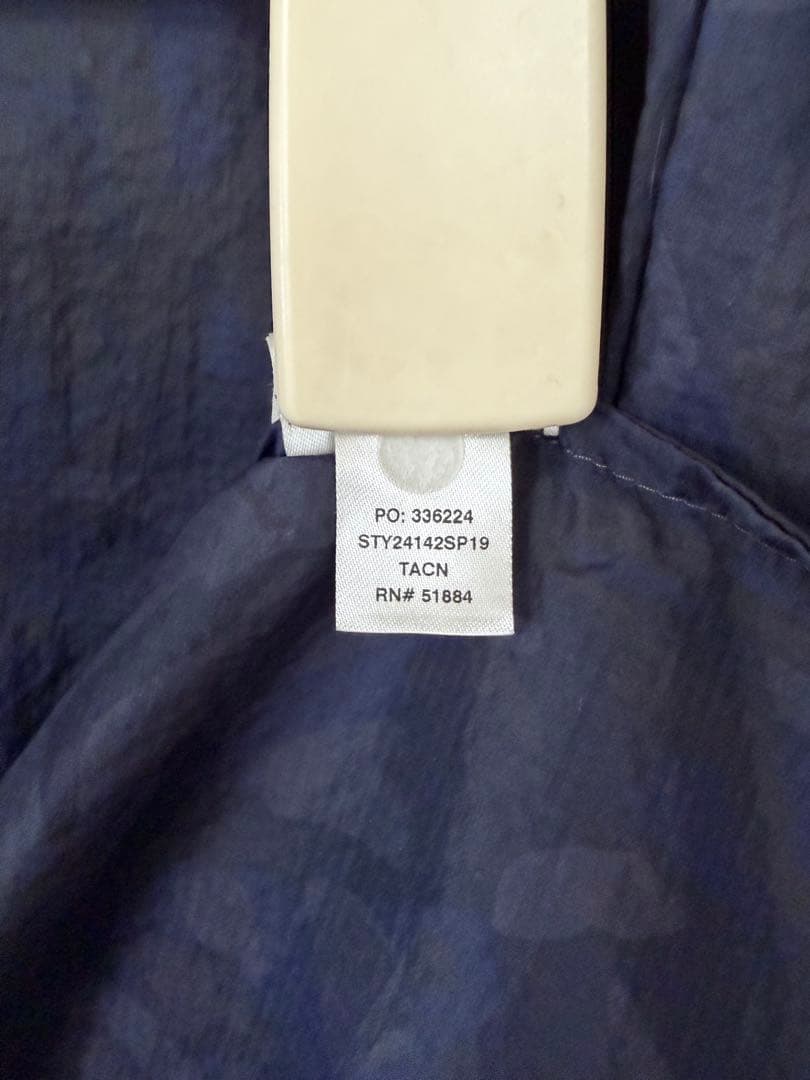 PO: 336224
STY24142SP19
TACN
RN# 51884